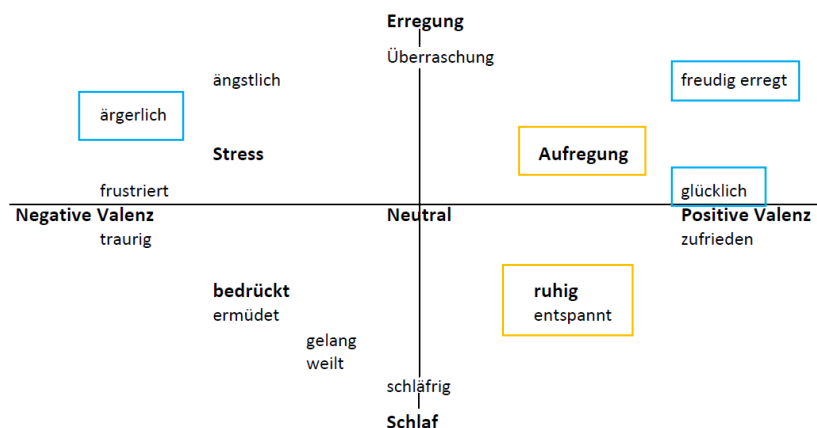 Erregung
Überraschung
ängstlich
freudig erregt
ärgerlich
Stress
Aufregung
frustriert
glücklich
Negative Valenz
Neutral
Positive Valenz
traurig
zufrieden
bedrückt
ruhig
ermüdet
entspannt
gelang
weilt
schläfrig
Schlaf